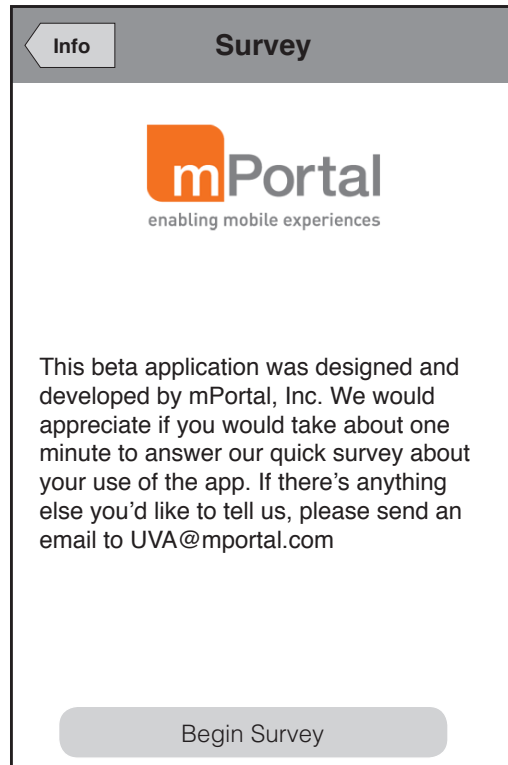 Info
Survey
mPortal
enabling mobile experiences
This beta application was designed and
developed by mPortal, Inc. We would
appreciate if you would take about one
minute to answer our quick survey about
your use of the app. If there’s anything
else you’d like to tell us, please send an
email to UVA@mportal.com
Begin Survey